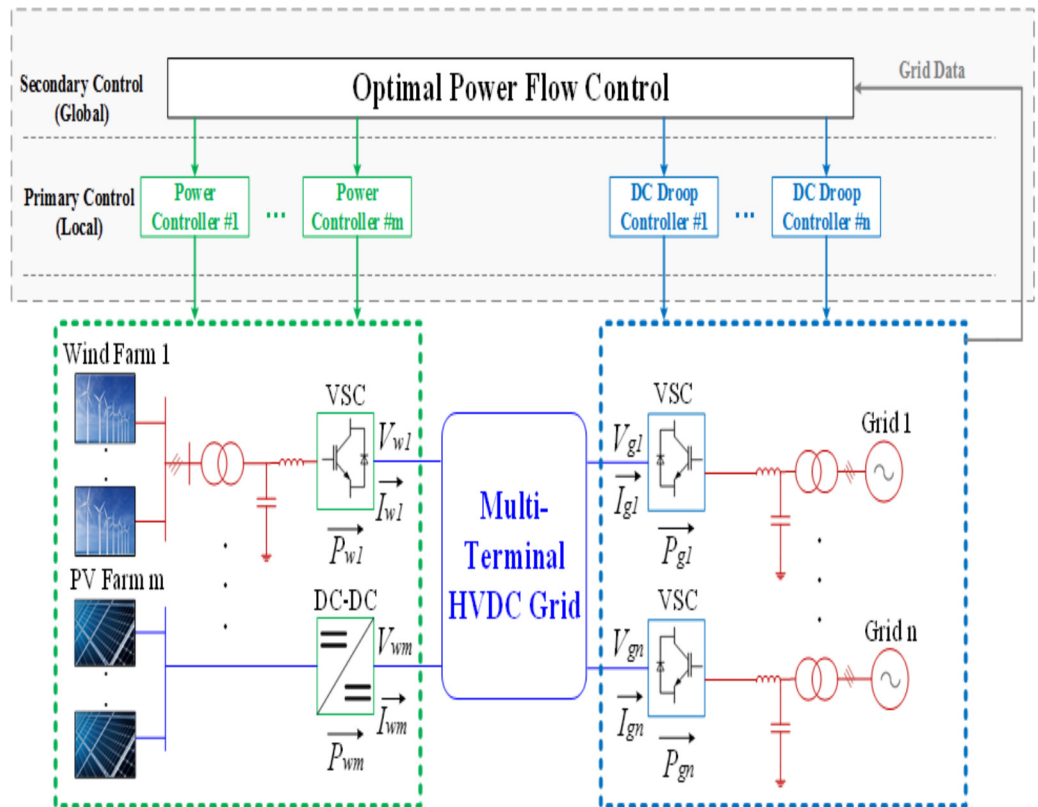 Secondary Control
(Global)
Optimal Power Flow Control
Grid Data
Primary Control
(Local)
Power
Controller #1
...
Power
Controller #m
DC Droop
Controller #1
...
DC Droop
Controller #n
Wind Farm 1
VSC
Vw1
Iw1
Pw1
PV Farm m
DC-DC
Vwm
Iwm
Pwm
Multi-
Terminal
HVDC Grid
VSC
Vg1
Ig1
Pg1
Grid 1
VSC
Vgn
Ign
Pgn
Grid n